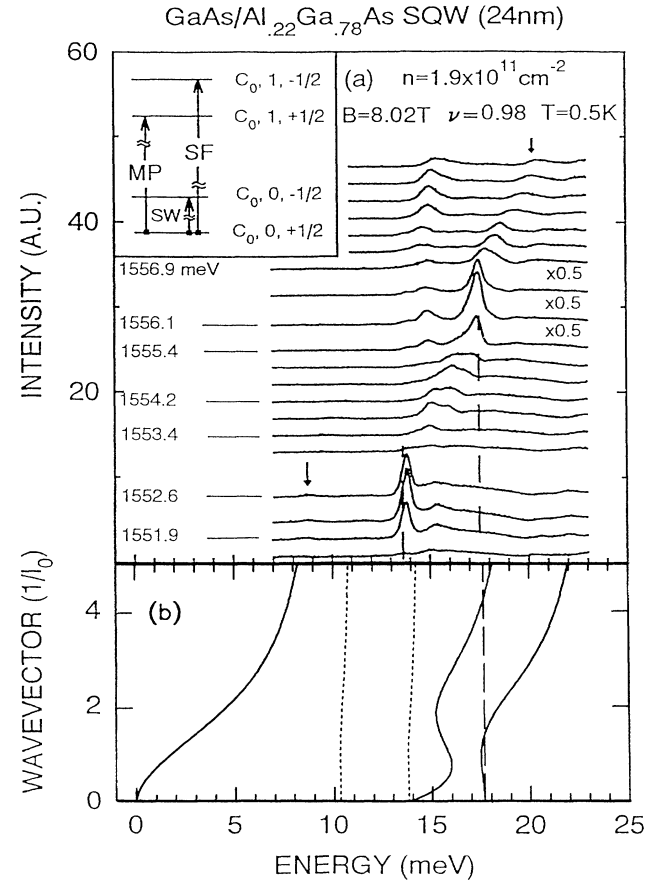 GaAs/Al.22Ga.78As SQW (24nm)
60
40
20
INTENSITY (A.U.)
C0, 1, -1/2
C0, 1, +1/2
MP
SF
SW
C0, 0, -1/2
C0, 0, +1/2
(a) n=1.9x10^11cm^-2
B=8.02T ν=0.98 T=0.5K
1556.9 meV
x0.5
x0.5
1556.1
x0.5
1555.4
1554.2
1553.4
1552.6
1551.9
(b)
4
2
0
WAVEVECTOR (1/l0)
0 5 10 15 20 25
ENERGY (meV)